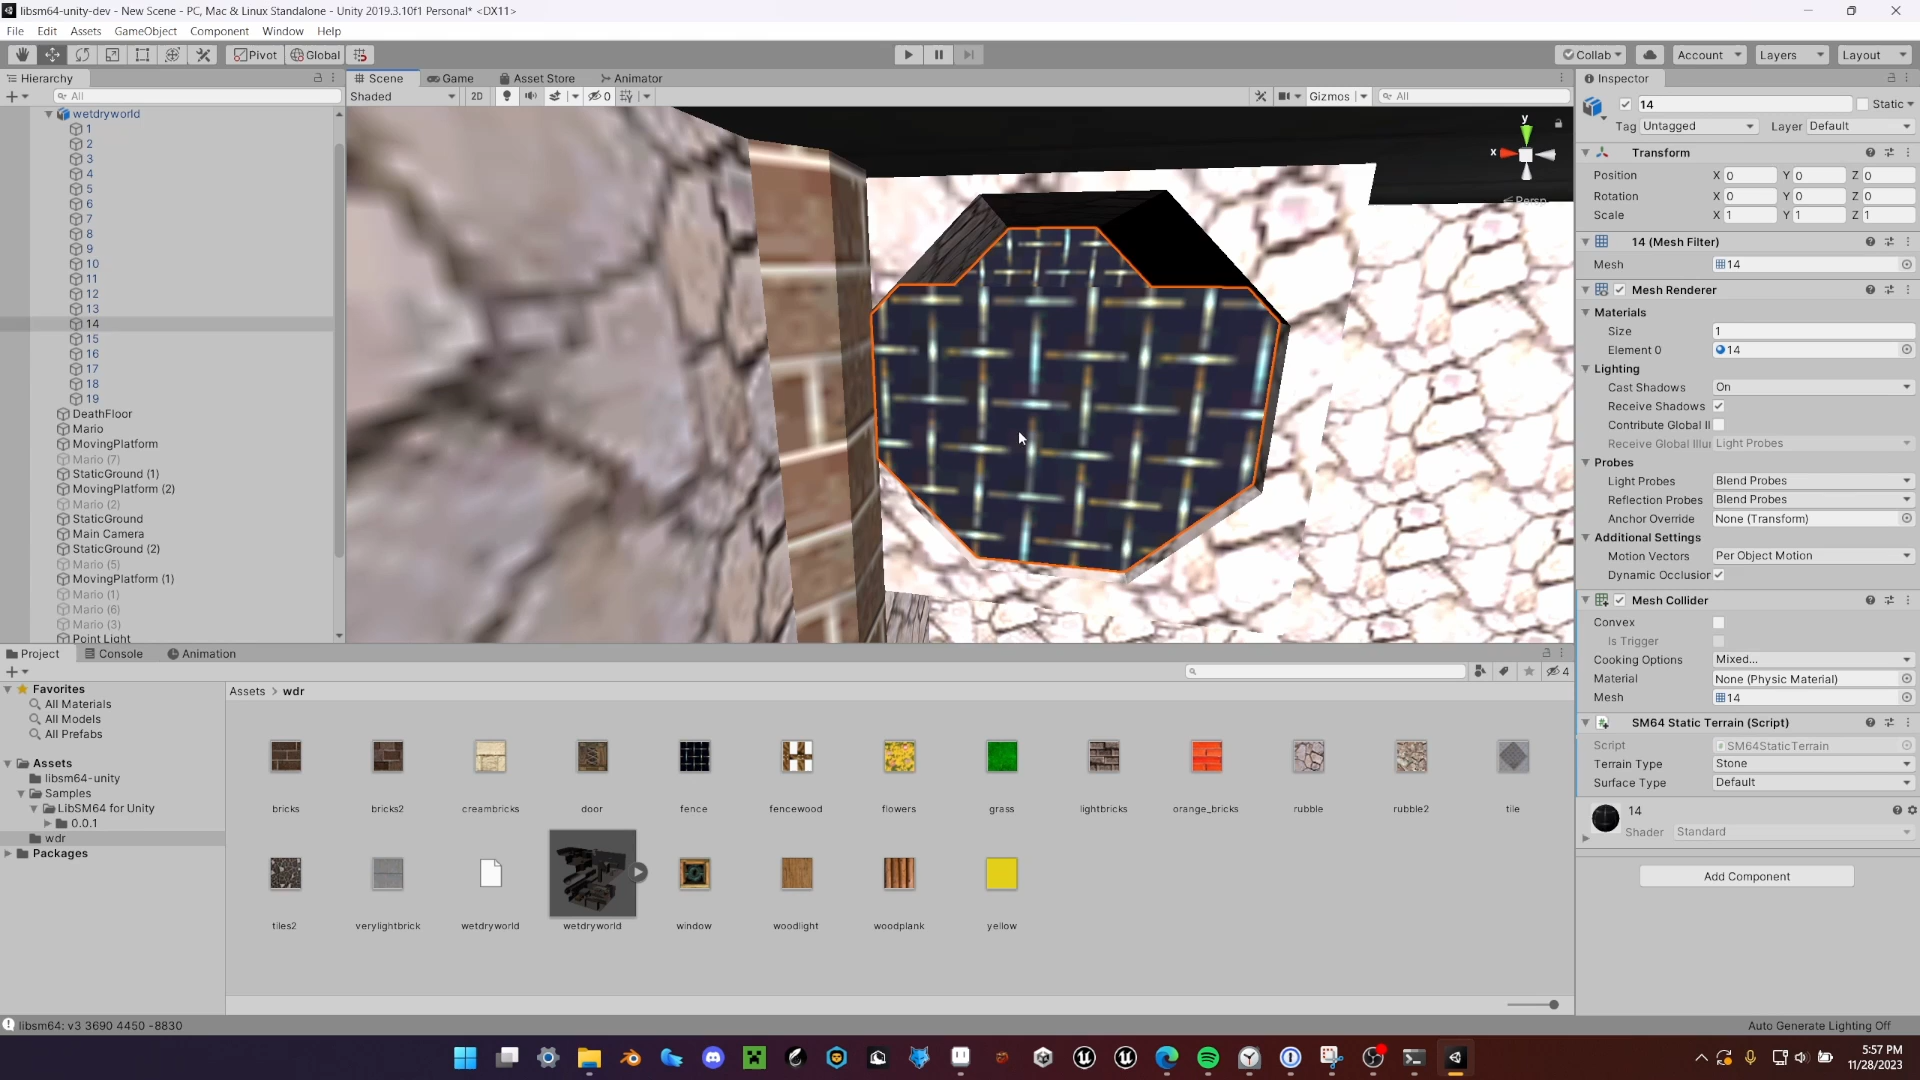 libsm64-unity-dev - New Scene - PC, Mac & Linux Standalone - Unity 2019.3.10f1 Personal* <DX11>
File Edit Assets GameObject Component Window Help
Pivot Global Collab Account Layers Layout
Hierarchy
All
wetdryworld
1
2
3
4
5
6
7
8
9
10
11
12
13
14
15
16
17
18
19
DeathFloor
Mario
MovingPlatform
Mario (7)
StaticGround (1)
MovingPlatform (2)
Mario (2)
StaticGround
Main Camera
StaticGround (2)
Mario (5)
MovingPlatform (1)
Mario (1)
Mario (6)
Mario (3)
Point Light
Scene Game Asset Store Animator
Shaded 2D 0 Gizmos All
y
x
Persp
Inspector
14 Static
Tag Untagged Layer Default
Transform
Position X 0 Y 0 Z 0
Rotation X 0 Y 0 Z 0
Scale X 1 Y 1 Z 1
14 (Mesh Filter)
Mesh 14
Mesh Renderer
Materials
Size 1
Element 0 14
Lighting
Cast Shadows On
Receive Shadows
Contribute Global Il
Receive Global Illur Light Probes
Probes
Light Probes Blend Probes
Reflection Probes Blend Probes
Anchor Override None (Transform)
Additional Settings
Motion Vectors Per Object Motion
Dynamic Occlusion
Mesh Collider
Convex
Is Trigger
Cooking Options Mixed...
Material None (Physic Material)
Mesh 14
SM64 Static Terrain (Script)
Script SM64StaticTerrain
Terrain Type Stone
Surface Type Default
14
Shader Standard
Add Component
Project Console Animation
4
Favorites
All Materials
All Models
All Prefabs
Assets
libsm64-unity
Samples
LibSM64 for Unity
0.0.1
wdr
Packages
Assets > wdr
bricks bricks2 creambricks door fence fencewood flowers grass lightbricks orange_bricks rubble rubble2 tile
tiles2 verylightbrick wetdryworld wetdryworld window woodlight woodplank yellow
libsm64: v3 3690 4450 -8830
Auto Generate Lighting Off
5:57 PM
11/28/2023